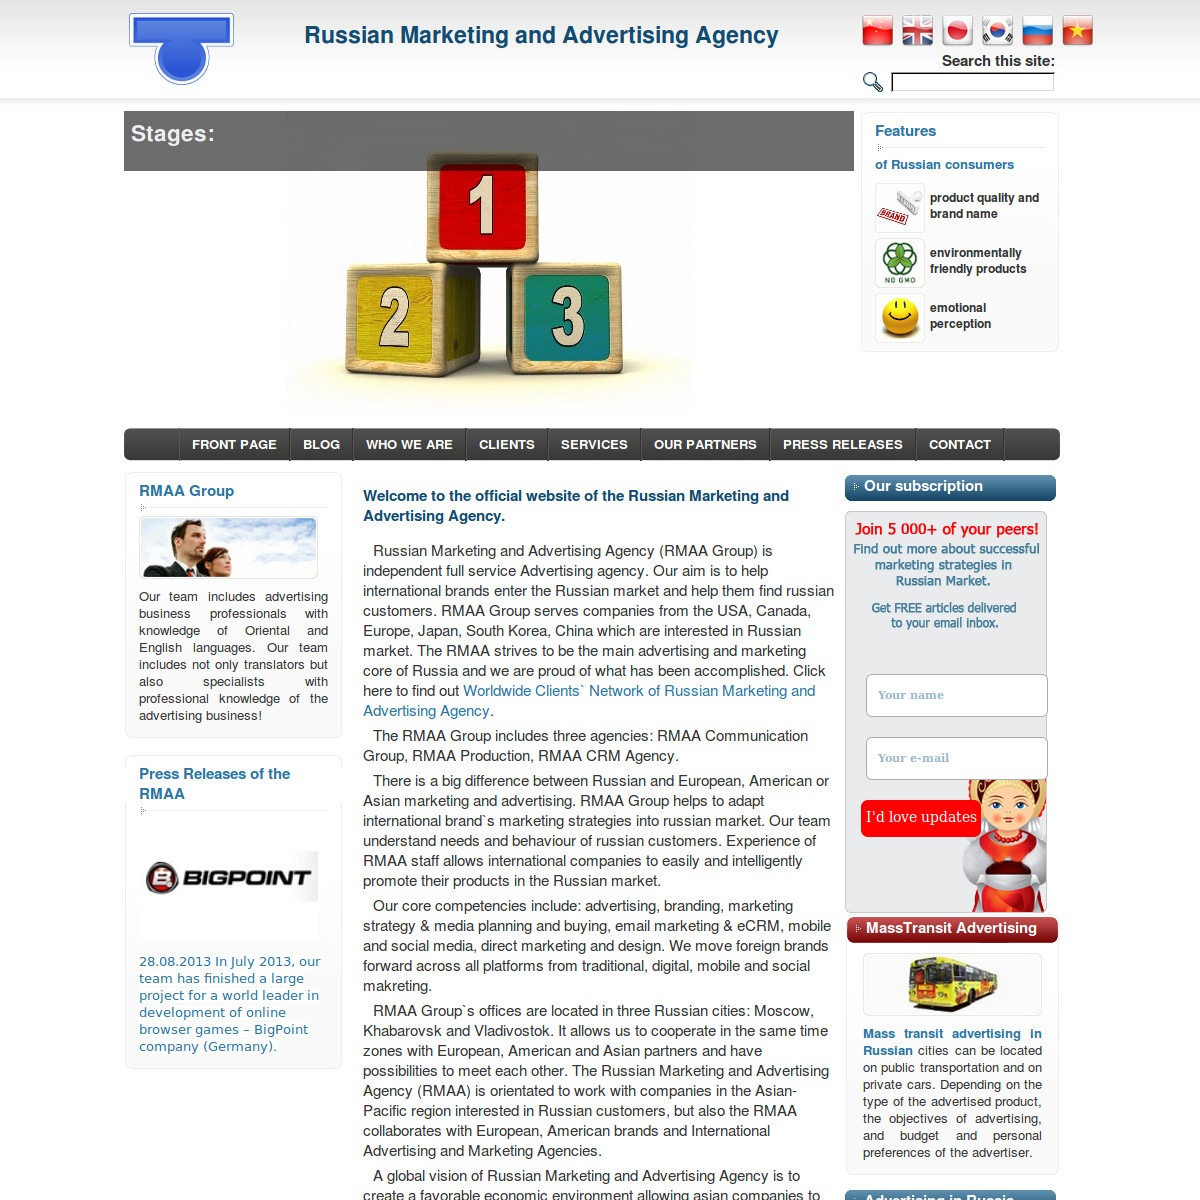 Russian Marketing and Advertising Agency
Search this site:
Stages:
1
2
3
Features
of Russian consumers
BRAND
product quality and
brand name
NO GMO
environmentally
friendly products
emotional
perception
FRONT PAGE
BLOG
WHO WE ARE
CLIENTS
SERVICES
OUR PARTNERS
PRESS RELEASES
CONTACT
RMAA Group
Our team includes advertising
business professionals with
knowledge of Oriental and
English languages. Our team
includes not only translators but
also specialists with
professional knowledge of the
advertising business!
Press Releases of the
RMAA
BIGPOINT
28.08.2013 In July 2013, our
team has finished a large
project for a world leader in
development of online
browser games – BigPoint
company (Germany).
Welcome to the official website of the Russian Marketing and
Advertising Agency.
Russian Marketing and Advertising Agency (RMAA Group) is
independent full service Advertising agency. Our aim is to help
international brands enter the Russian market and help them find russian
customers. RMAA Group serves companies from the USA, Canada,
Europe, Japan, South Korea, China which are interested in Russian
market. The RMAA strives to be the main advertising and marketing
core of Russia and we are proud of what has been accomplished. Click
here to find out Worldwide Clients` Network of Russian Marketing and
Advertising Agency.
The RMAA Group includes three agencies: RMAA Communication
Group, RMAA Production, RMAA CRM Agency.
There is a big difference between Russian and European, American or
Asian marketing and advertising. RMAA Group helps to adapt
international brand`s marketing strategies into russian market. Our team
understand needs and behaviour of russian customers. Experience of
RMAA staff allows international companies to easily and intelligently
promote their products in the Russian market.
Our core competencies include: advertising, branding, marketing
strategy & media planning and buying, email marketing & eCRM, mobile
and social media, direct marketing and design. We move foreign brands
forward across all platforms from traditional, digital, mobile and social
makreting.
RMAA Group`s offices are located in three Russian cities: Moscow,
Khabarovsk and Vladivostok. It allows us to cooperate in the same time
zones with European, American and Asian partners and have
possibilities to meet each other. The Russian Marketing and Advertising
Agency (RMAA) is orientated to work with companies in the Asian-
Pacific region interested in Russian customers, but also the RMAA
collaborates with European, American brands and International
Advertising and Marketing Agencies.
A global vision of Russian Marketing and Advertising Agency is to
create a favorable economic environment allowing asian companies to
Our subscription
Join 5 000+ of your peers!
Find out more about successful
marketing strategies in
Russian Market.
Get FREE articles delivered
to your email inbox.
Your name
Your e-mail
I'd love updates
MassTransit Advertising
Mass transit advertising in
Russian cities can be located
on public transportation and on
private cars. Depending on the
type of the advertised product,
the objectives of advertising,
and budget and personal
preferences of the advertiser.
Advertising in Russia